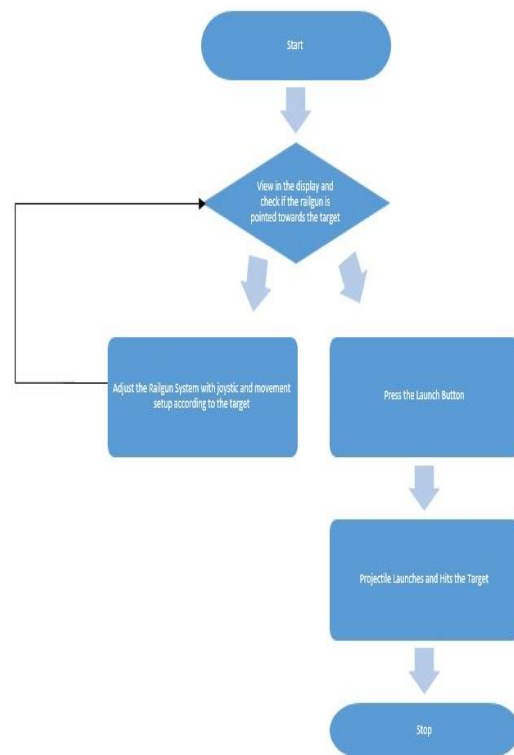 Start
View in the display and
check if the railgun is
pointed towards the target
Adjust the Railgun System with joystic and movement
setup according to the target
Press the Launch Button
Projectile Launches and Hits the Target
Stop